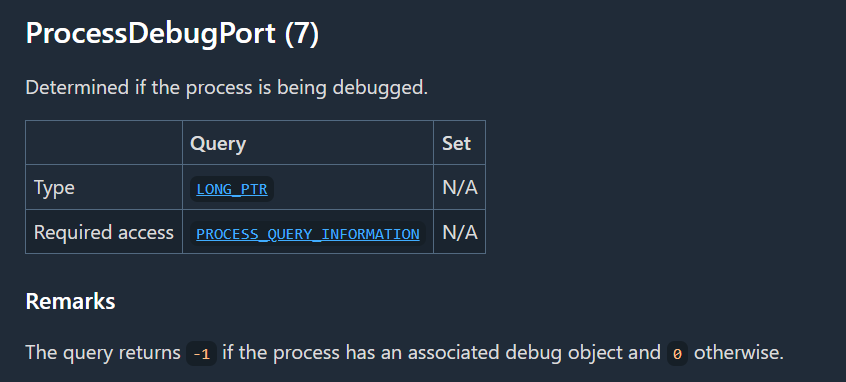 ProcessDebugPort (7)
Determined if the process is being debugged.
Query Set
Type LONG_PTR N/A
Required access PROCESS_QUERY_INFORMATION N/A
Remarks
The query returns -1 if the process has an associated debug object and 0 otherwise.